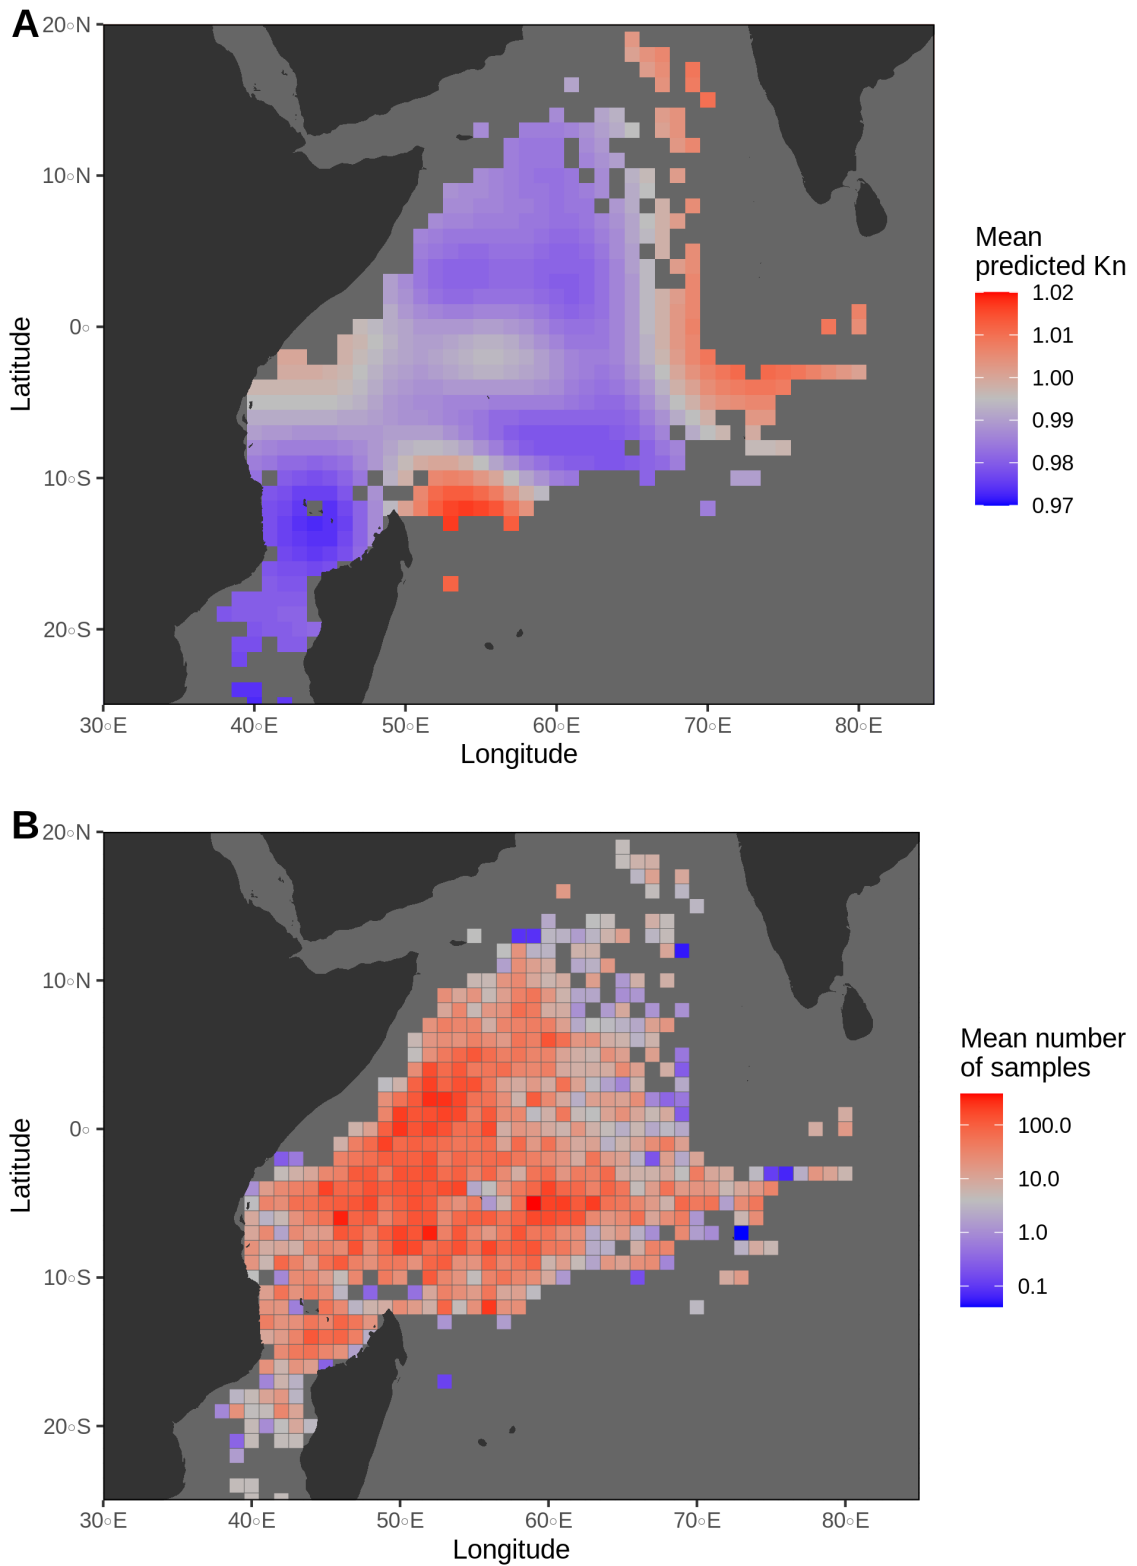 A
20°N
10°N
0°
10°S
20°S
Latitude
30°E
40°E
50°E
60°E
70°E
80°E
Longitude
Mean
predicted Kn
1.02
1.01
1.00
0.99
0.98
0.97
B
20°N
10°N
0°
10°S
20°S
Latitude
30°E
40°E
50°E
60°E
70°E
80°E
Longitude
Mean number
of samples
100.0
10.0
1.0
0.1